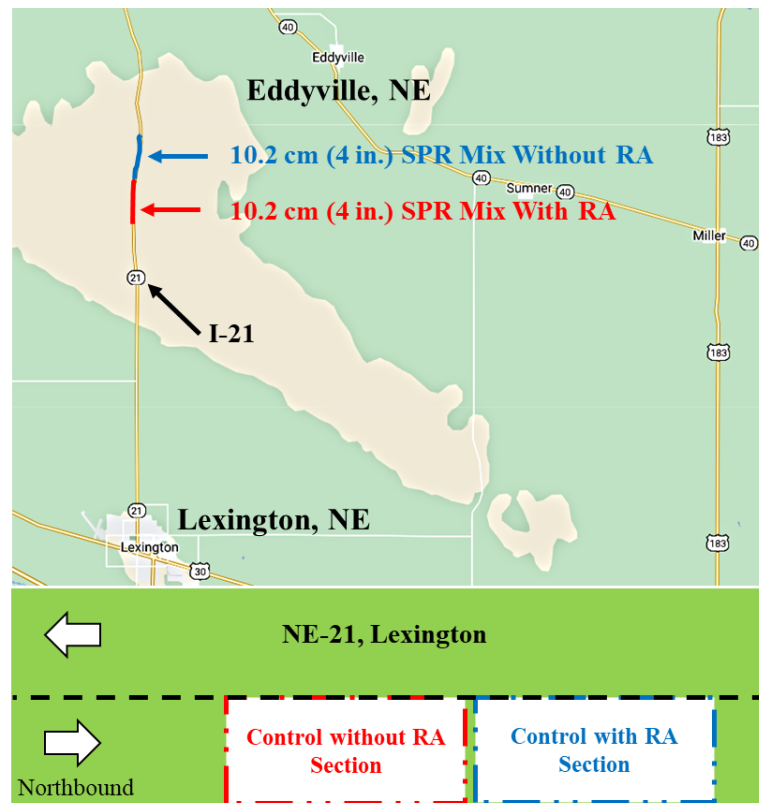 40
Eddyville
Eddyville, NE
183
10.2 cm (4 in.) SPR Mix Without RA
40
40
Sumner
40
10.2 cm (4 in.) SPR Mix With RA
Miller
40
21
I-21
183
21
Lexington, NE
Lexington
183
30
NE-21, Lexington
Control without RA
Section
Control with RA
Section
Northbound